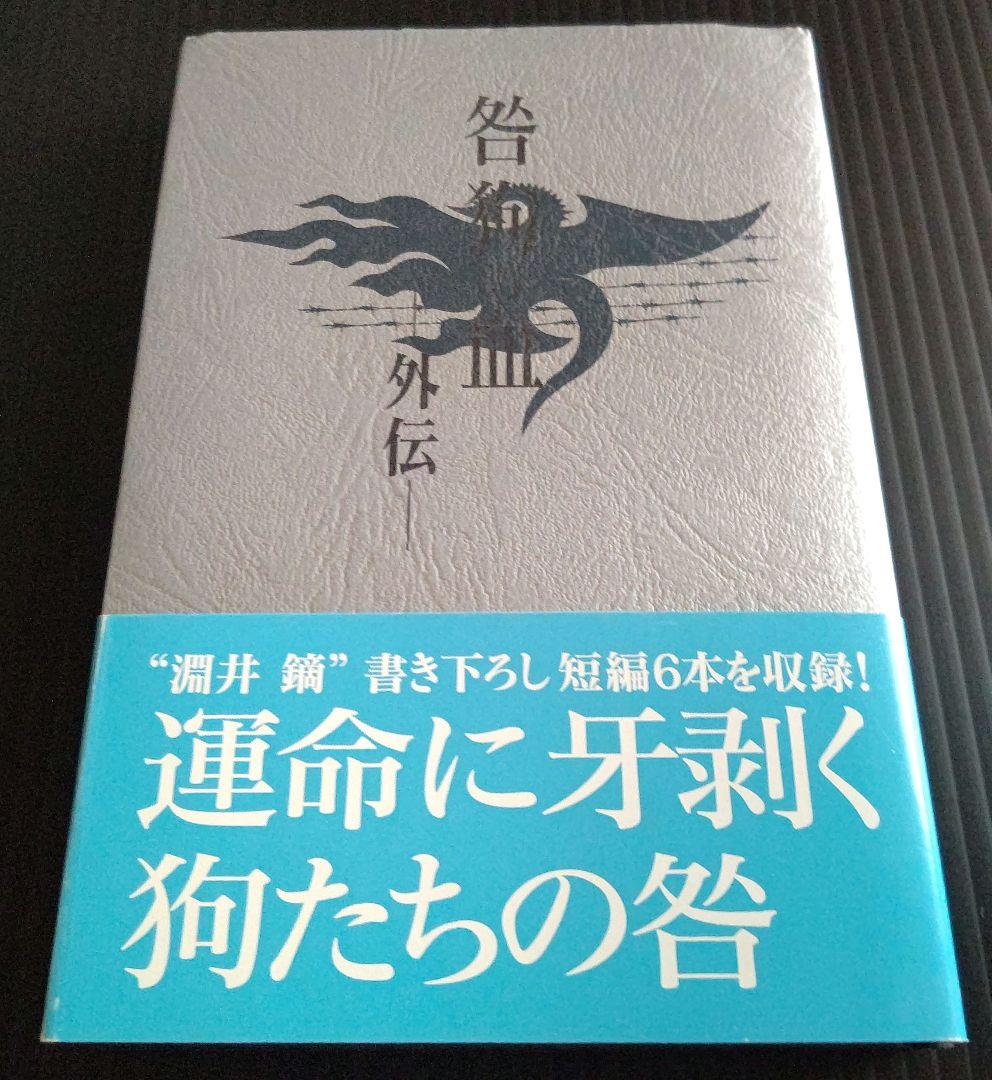 咎狗の血
―外伝―
“淵井 鏑” 書き下ろし 短編6本を収録!
運命に牙剥く
狗たちの咎